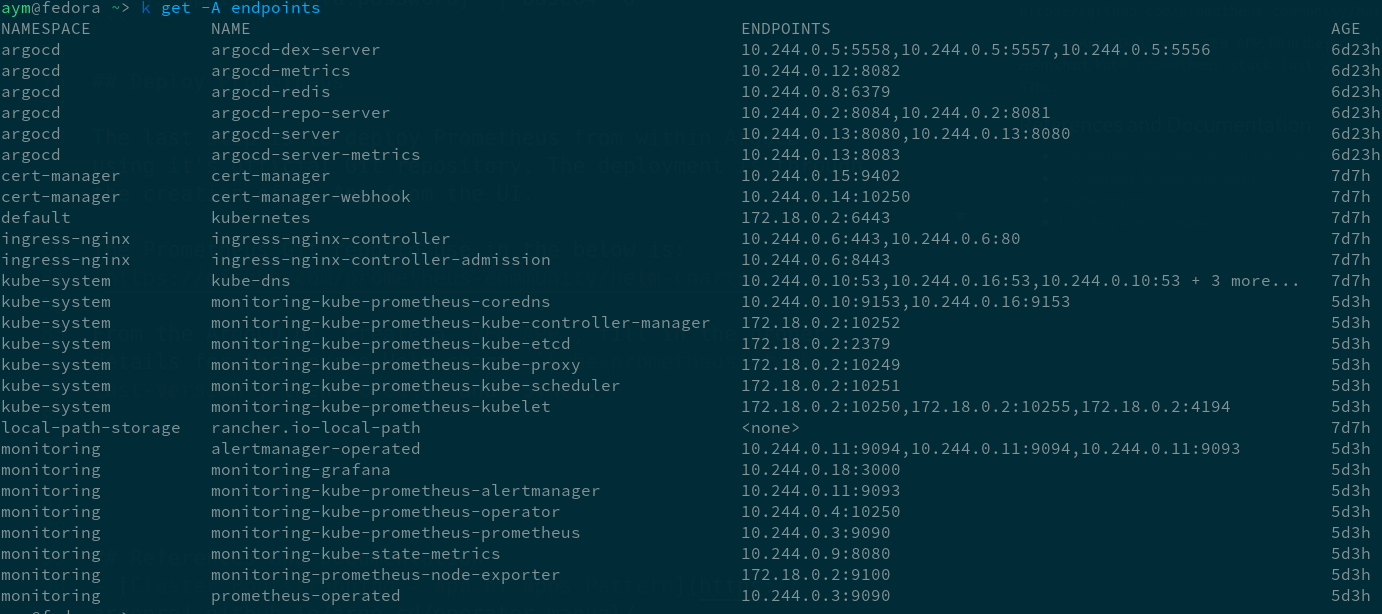 aym@fedora ~> k get -A endpoints
NAMESPACE NAME ENDPOINTS AGE
argocd argocd-dex-server 10.244.0.5:5558,10.244.0.5:5557,10.244.0.5:5556 6d23h
argocd argocd-metrics 10.244.0.12:8082 6d23h
argocd argocd-redis 10.244.0.8:6379 6d23h
argocd argocd-repo-server 10.244.0.2:8084,10.244.0.2:8081 6d23h
argocd argocd-server 10.244.0.13:8080,10.244.0.13:8080 6d23h
argocd argocd-server-metrics 10.244.0.13:8083 6d23h
cert-manager cert-manager 10.244.0.15:9402 7d7h
cert-manager cert-manager-webhook 10.244.0.14:10250 7d7h
default kubernetes 172.18.0.2:6443 7d7h
ingress-nginx ingress-nginx-controller 10.244.0.6:443,10.244.0.6:80 7d7h
ingress-nginx ingress-nginx-controller-admission 10.244.0.6:8443 7d7h
kube-system kube-dns 10.244.0.10:53,10.244.0.16:53,10.244.0.10:53 + 3 more... 7d7h
kube-system monitoring-kube-prometheus-coredns 10.244.0.10:9153,10.244.0.16:9153 5d3h
kube-system monitoring-kube-prometheus-kube-controller-manager 172.18.0.2:10252 5d3h
kube-system monitoring-kube-prometheus-kube-etcd 172.18.0.2:2379 5d3h
kube-system monitoring-kube-prometheus-kube-proxy 172.18.0.2:10249 5d3h
kube-system monitoring-kube-prometheus-kube-scheduler 172.18.0.2:10251 5d3h
kube-system monitoring-kube-prometheus-kubelet 172.18.0.2:10250,172.18.0.2:10255,172.18.0.2:4194 5d3h
local-path-storage rancher.io-local-path <none> 7d7h
monitoring alertmanager-operated 10.244.0.11:9094,10.244.0.11:9094,10.244.0.11:9093 5d3h
monitoring monitoring-grafana 10.244.0.18:3000 5d3h
monitoring monitoring-kube-prometheus-alertmanager 10.244.0.11:9093 5d3h
monitoring monitoring-kube-prometheus-operator 10.244.0.4:10250 5d3h
monitoring monitoring-kube-prometheus-prometheus 10.244.0.3:9090 5d3h
monitoring monitoring-kube-state-metrics 10.244.0.9:8080 5d3h
monitoring monitoring-prometheus-node-exporter 172.18.0.2:9100 5d3h
monitoring prometheus-operated 10.244.0.3:9090 5d3h